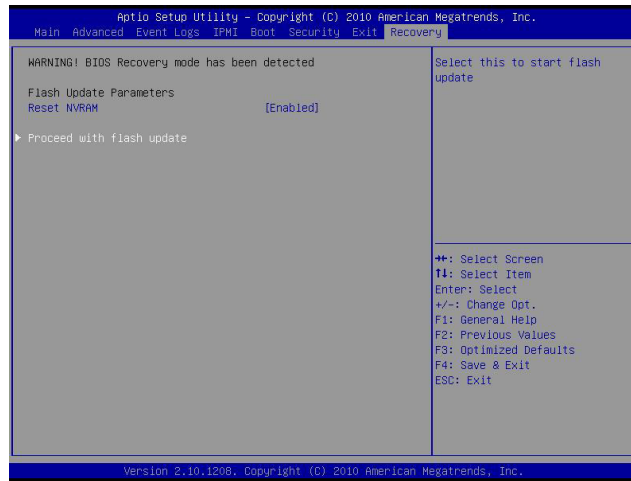 Aptio Setup Utility - Copyright (C) 2010 American Megatrends, Inc.
Main Advanced Event Logs IPMI Boot Security Exit Recovery
WARNING! BIOS Recovery mode has been detected
Flash Update Parameters
Reset NVRAM [Enabled]
▶ Proceed with flash update
Select this to start flash
update
→←: Select Screen
↑↓: Select Item
Enter: Select
+/-: Change Opt.
F1: General Help
F2: Previous Values
F3: Optimized Defaults
F4: Save & Exit
ESC: Exit
Version 2.10.1208. Copyright (C) 2010 American Megatrends, Inc.